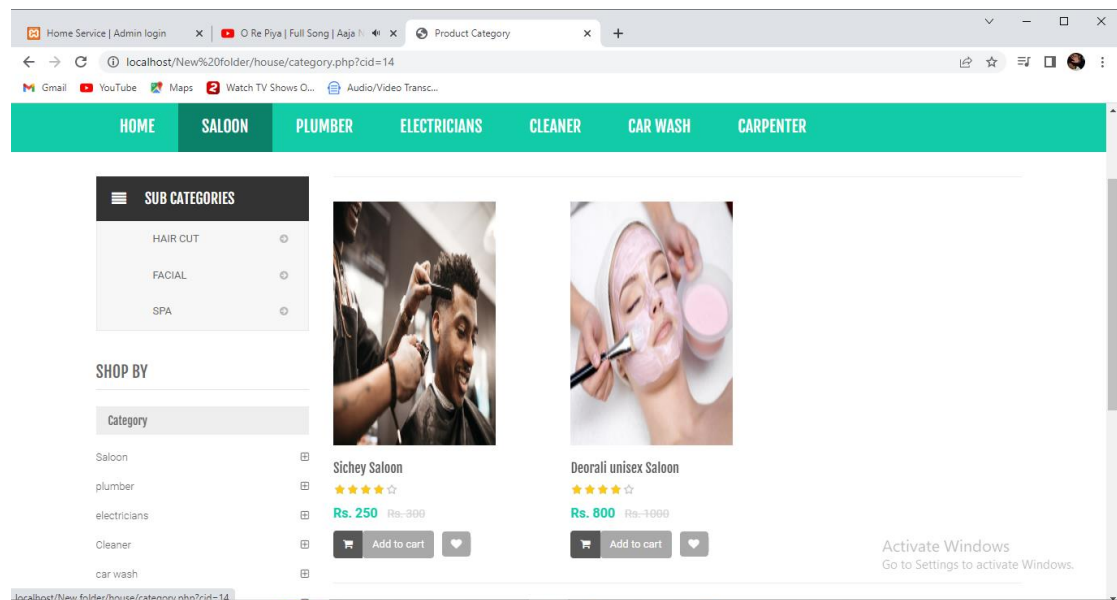 Home Service | Admin login
O Re Piya | Full Song | Aaja N
Product Category
localhost/New%20folder/house/category.php?cid=14
Gmail YouTube Maps Watch TV Shows O... Audio/Video Transc...
HOME SALOON PLUMBER ELECTRICIANS CLEANER CAR WASH CARPENTER
SUB CATEGORIES
HAIR CUT
FACIAL
SPA
SHOP BY
Category
Saloon
plumber
electricians
Cleaner
car wash
Sichey Saloon
Rs. 250 Rs. 300
Add to cart
Deorali unisex Saloon
Rs. 800 Rs. 1000
Add to cart
Activate Windows
Go to Settings to activate Windows.
localhost/New folder/house/category.php?cid=14